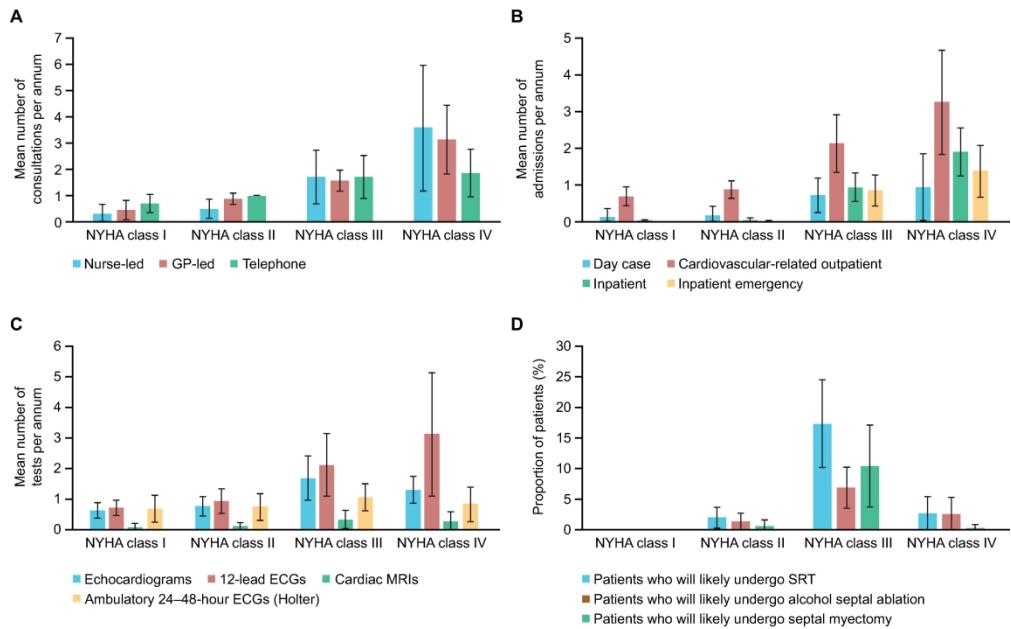 A
Mean number of
consultations per annum
7
6
5
4
3
2
1
0
NYHA class I NYHA class II NYHA class III NYHA class IV
Nurse-led GP-led Telephone
B
Mean number of
admissions per annum
5
4
3
2
1
0
NYHA class I NYHA class II NYHA class III NYHA class IV
Day case Cardiovascular-related outpatient
Inpatient Inpatient emergency
C
Mean number of
tests per annum
6
5
4
3
2
1
0
NYHA class I NYHA class II NYHA class III NYHA class IV
Echocardiograms 12-lead ECGs Cardiac MRIs
Ambulatory 24–48-hour ECGs (Holter)
D
Proportion of patients (%)
30
25
20
15
10
5
0
NYHA class I NYHA class II NYHA class III NYHA class IV
Patients who will likely undergo SRT
Patients who will likely undergo alcohol septal ablation
Patients who will likely undergo septal myectomy